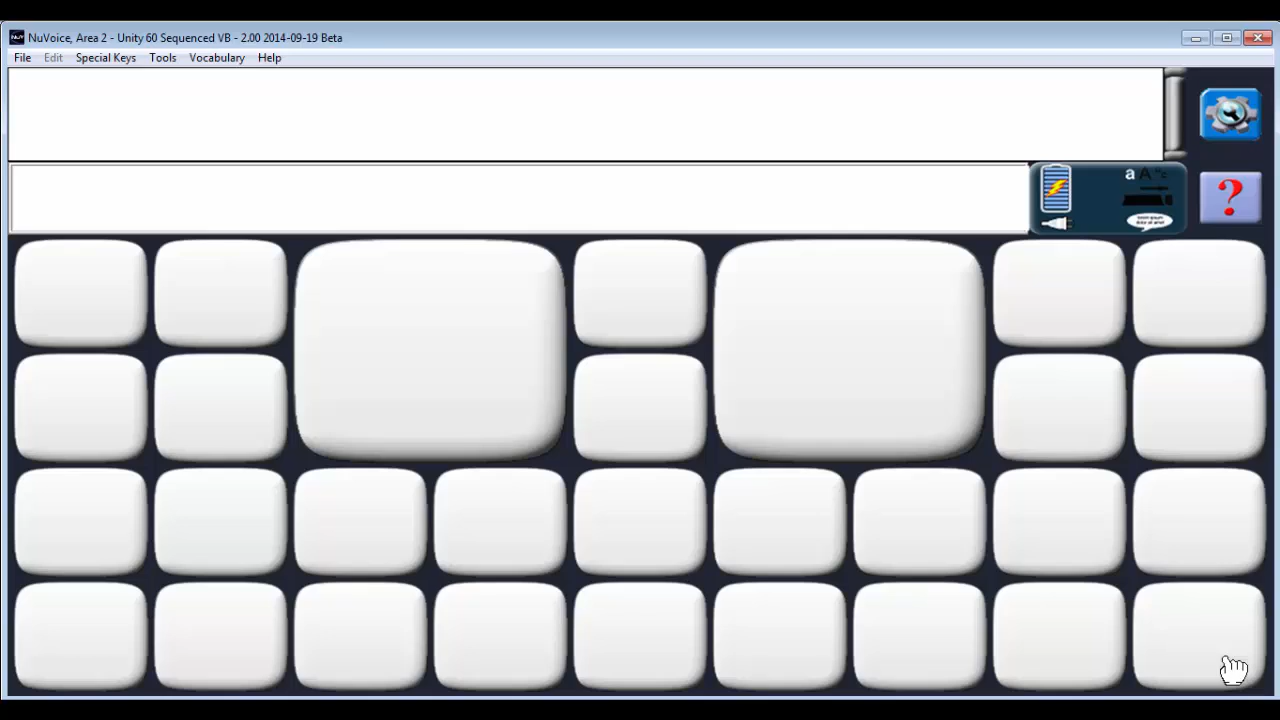 NuVoice, Area 2 - Unity 60 Sequenced VB - 2.00 2014-09-19 Beta
File Edit Special Keys Tools Vocabulary Help
a A
?